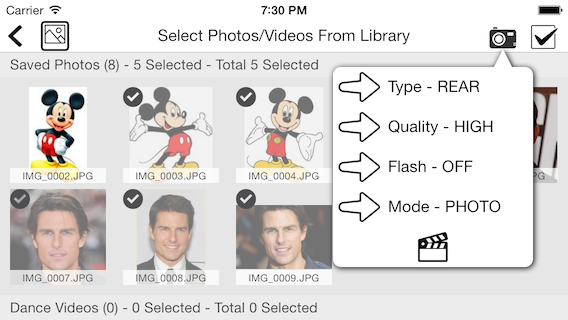 Carrier 7:30 PM
Select Photos/Videos From Library
Saved Photos (8) - 5 Selected - Total 5 Selected
Type - REAR
Quality - HIGH
Flash - OFF
Mode - PHOTO
IMG_0002.JPG
IMG_0003.JPG
IMG_0004.JPG
.JPG
IMG_0007.JPG
IMG_0008.JPG
IMG_0009.JPG
Dance Videos (0) - 0 Selected - Total 0 Selected